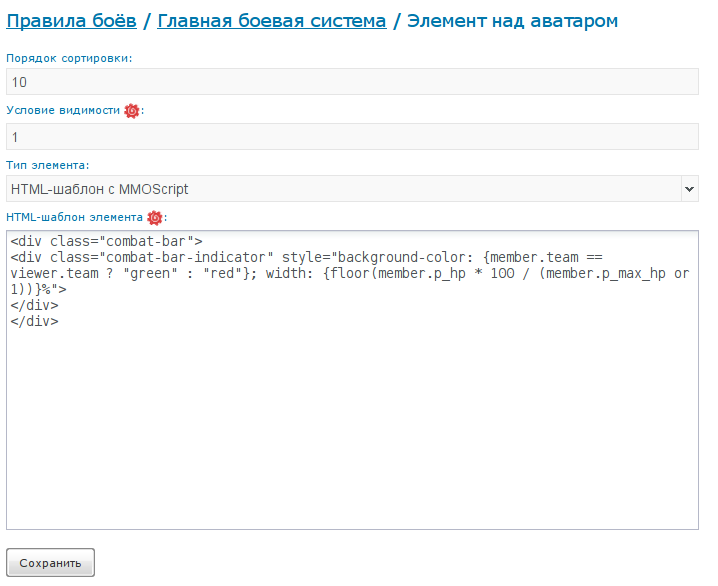 Правила боёв / Главная боевая система / Элемент над аватаром
Порядок сортировки:
10
Условие видимости :
1
Тип элемента:
HTML-шаблон с MMOScript
HTML-шаблон элемента :
<div class="combat-bar">
<div class="combat-bar-indicator" style="background-color: {member.team ==
viewer.team ? "green" : "red"}; width: {floor(member.p_hp * 100 / (member.p_max_hp or
1))}%">
</div>
</div>
Сохранить